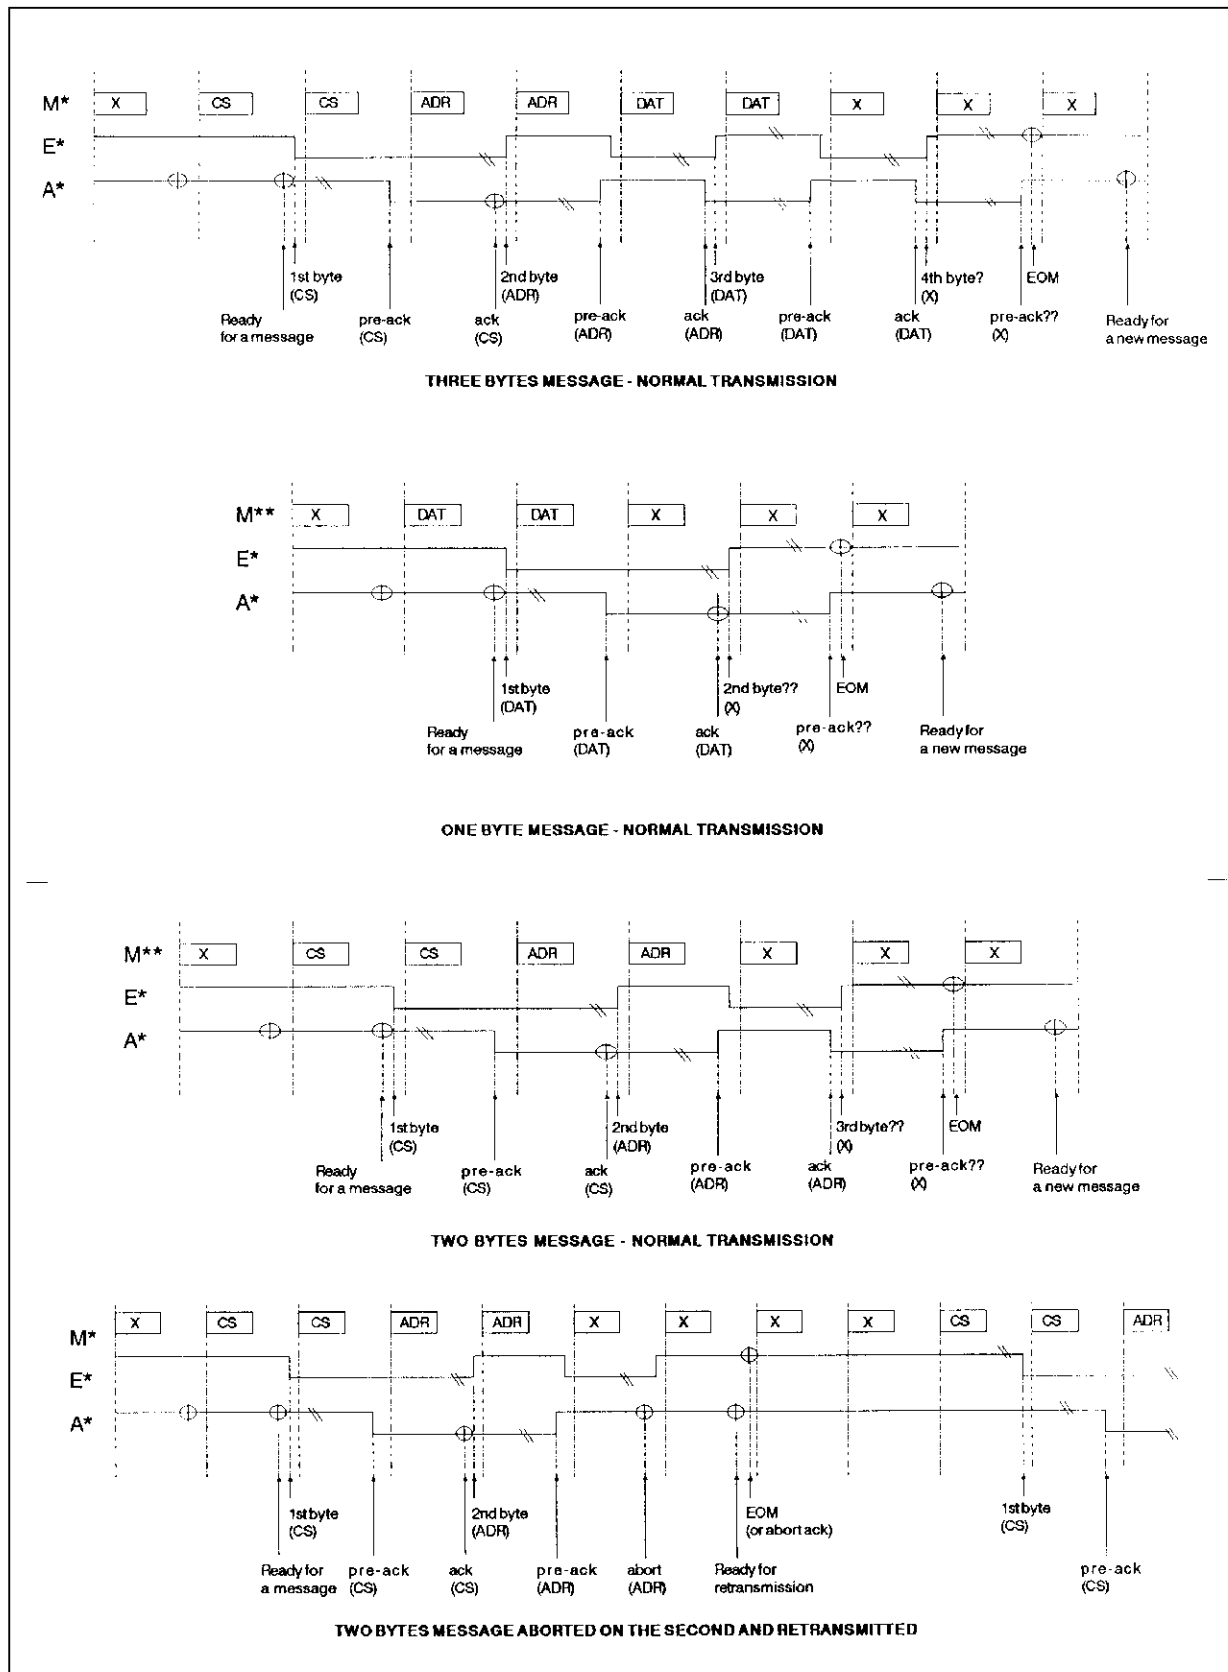 M* X CS CS ADR ADR DAT DAT X X X
E*
A*
1st byte 2nd byte 3rd byte 4th byte? EOM
(CS) (ADR) (DAT) (X)
Ready pre-ack ack pre-ack ack pre-ack ack pre-ack?? Ready for
for a message (CS) (CS) (ADR) (ADR) (DAT) (DAT) (X) a new message
THREE BYTES MESSAGE - NORMAL TRANSMISSION
M** X DAT DAT X X X
E*
A*
1st byte 2nd byte?? EOM
(DAT) (X)
Ready pre-ack ack pre-ack?? Ready for
for a message (DAT) (DAT) (X) a new message
ONE BYTE MESSAGE - NORMAL TRANSMISSION
M** X CS CS ADR ADR X X X
E*
A*
1st byte 2nd byte 3rd byte?? EOM
(CS) (ADR) (X)
Ready pre-ack ack pre-ack ack pre-ack?? Ready for
for a message (CS) (CS) (ADR) (ADR) (X) a new message
TWO BYTES MESSAGE - NORMAL TRANSMISSION
X CS CS ADR ADR X X X X CS CS ADR
M*
E*
A*
1st byte 2nd byte EOM 1st byte
(CS) (ADR) (or abort ack) (CS)
Ready for pre-ack ack pre-ack abort Ready for pre-ack
a message (CS) (CS) (ADR) (ADR) retransmission (CS)
TWO BYTES MESSAGE ABORTED ON THE SECOND AND RETRANSMITTED